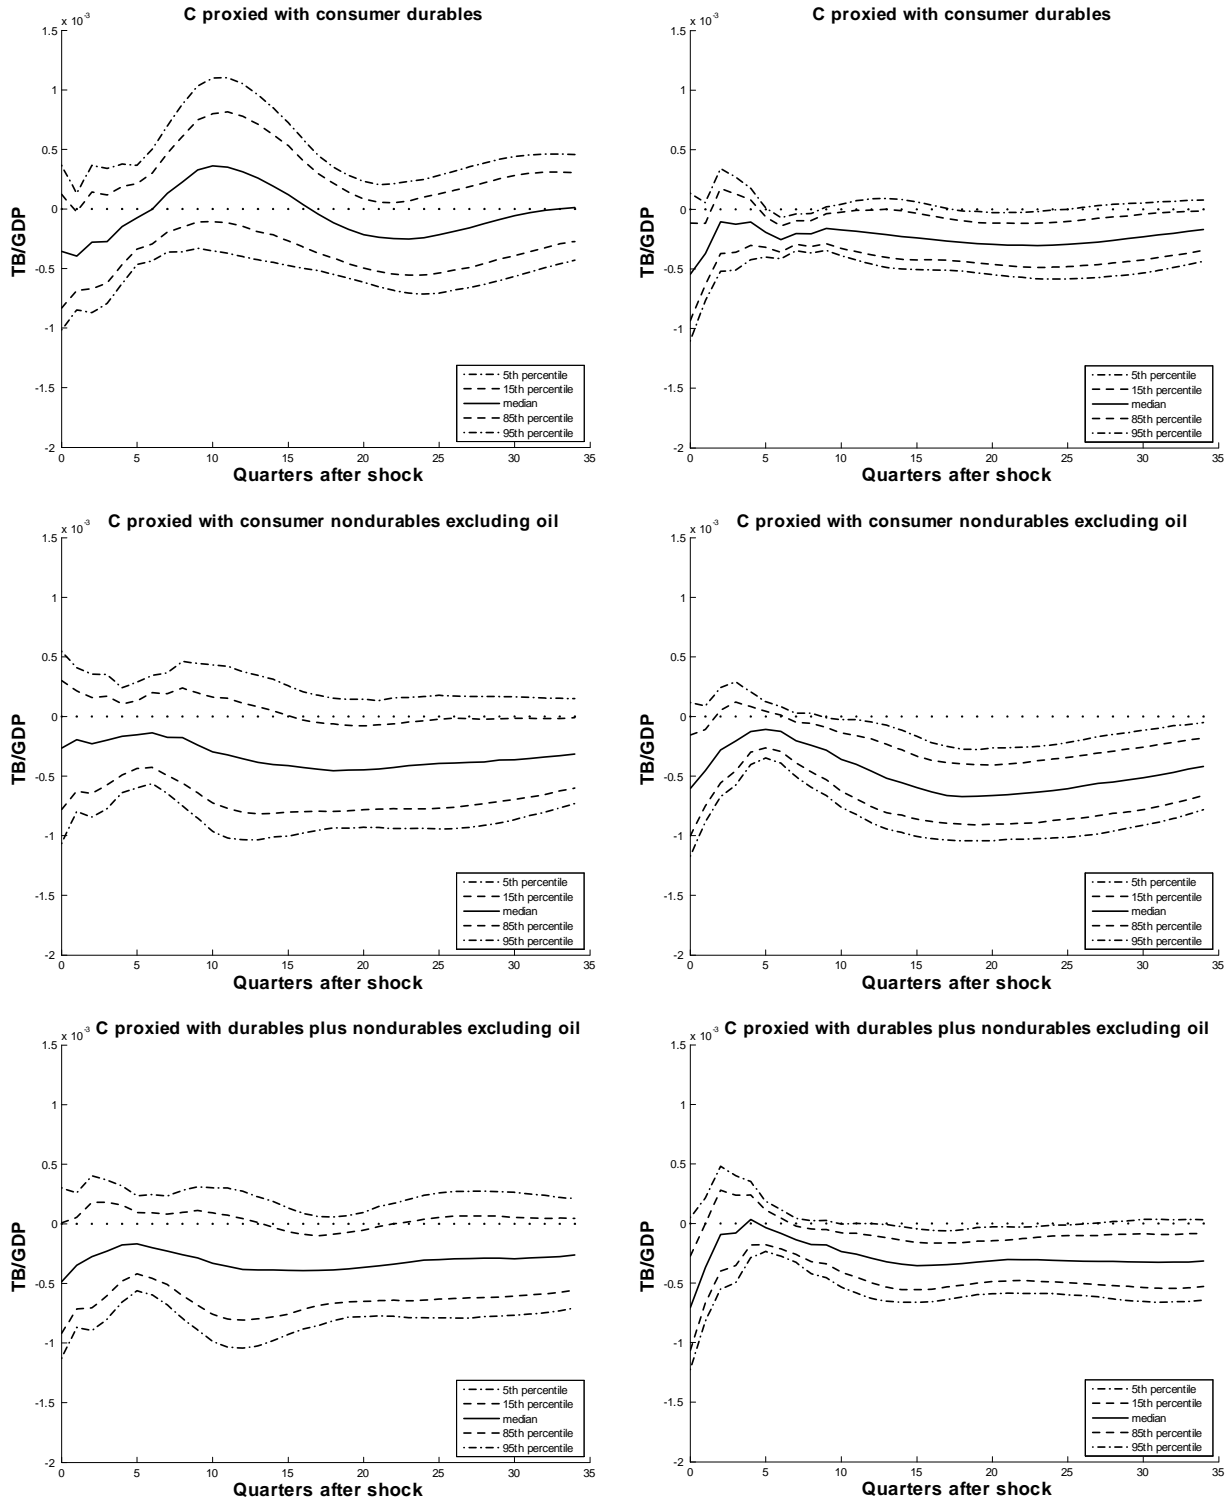 C proxied with consumer durables
x 10-3
1.5
1
0.5
0
-0.5
-1
-1.5
-2
TB/GDP
5th percentile
15th percentile
median
85th percentile
95th percentile
0 5 10 15 20 25 30 35
Quarters after shock
C proxied with consumer durables
x 10-3
1.5
1
0.5
0
-0.5
-1
-1.5
-2
TB/GDP
5th percentile
15th percentile
median
85th percentile
95th percentile
0 5 10 15 20 25 30 35
Quarters after shock
C proxied with consumer nondurables excluding oil
x 10-3
1.5
1
0.5
0
-0.5
-1
-1.5
-2
TB/GDP
5th percentile
15th percentile
median
85th percentile
95th percentile
0 5 10 15 20 25 30 35
Quarters after shock
C proxied with consumer nondurables excluding oil
x 10-3
1.5
1
0.5
0
-0.5
-1
-1.5
-2
TB/GDP
5th percentile
15th percentile
median
85th percentile
95th percentile
0 5 10 15 20 25 30 35
Quarters after shock
C proxied with durables plus nondurables excluding oil
x 10-3
1.5
1
0.5
0
-0.5
-1
-1.5
-2
TB/GDP
5th percentile
15th percentile
median
85th percentile
95th percentile
0 5 10 15 20 25 30 35
Quarters after shock
C proxied with durables plus nondurables excluding oil
x 10-3
1.5
1
0.5
0
-0.5
-1
-1.5
-2
TB/GDP
5th percentile
15th percentile
median
85th percentile
95th percentile
0 5 10 15 20 25 30 35
Quarters after shock